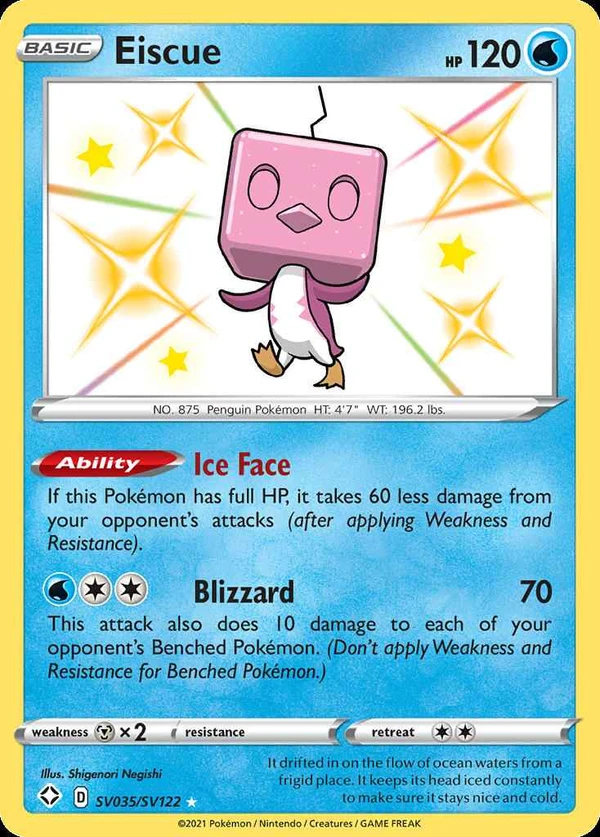 BASIC Eiscue HP 120
NO. 875 Penguin Pokémon HT: 4'7" WT: 196.2 lbs.
Ability Ice Face
If this Pokémon has full HP, it takes 60 less damage from
your opponent's attacks (after applying Weakness and
Resistance).
Blizzard 70
This attack also does 10 damage to each of your
opponent's Benched Pokémon. (Don't apply Weakness and
Resistance for Benched Pokémon.)
weakness ×2 resistance retreat
Illus. Shigenori Negishi
D SV035/SV122
It drifted in on the flow of ocean waters from a
frigid place. It keeps its head iced constantly
to make sure it stays nice and cold.
©2021 Pokémon / Nintendo / Creatures / GAME FREAK